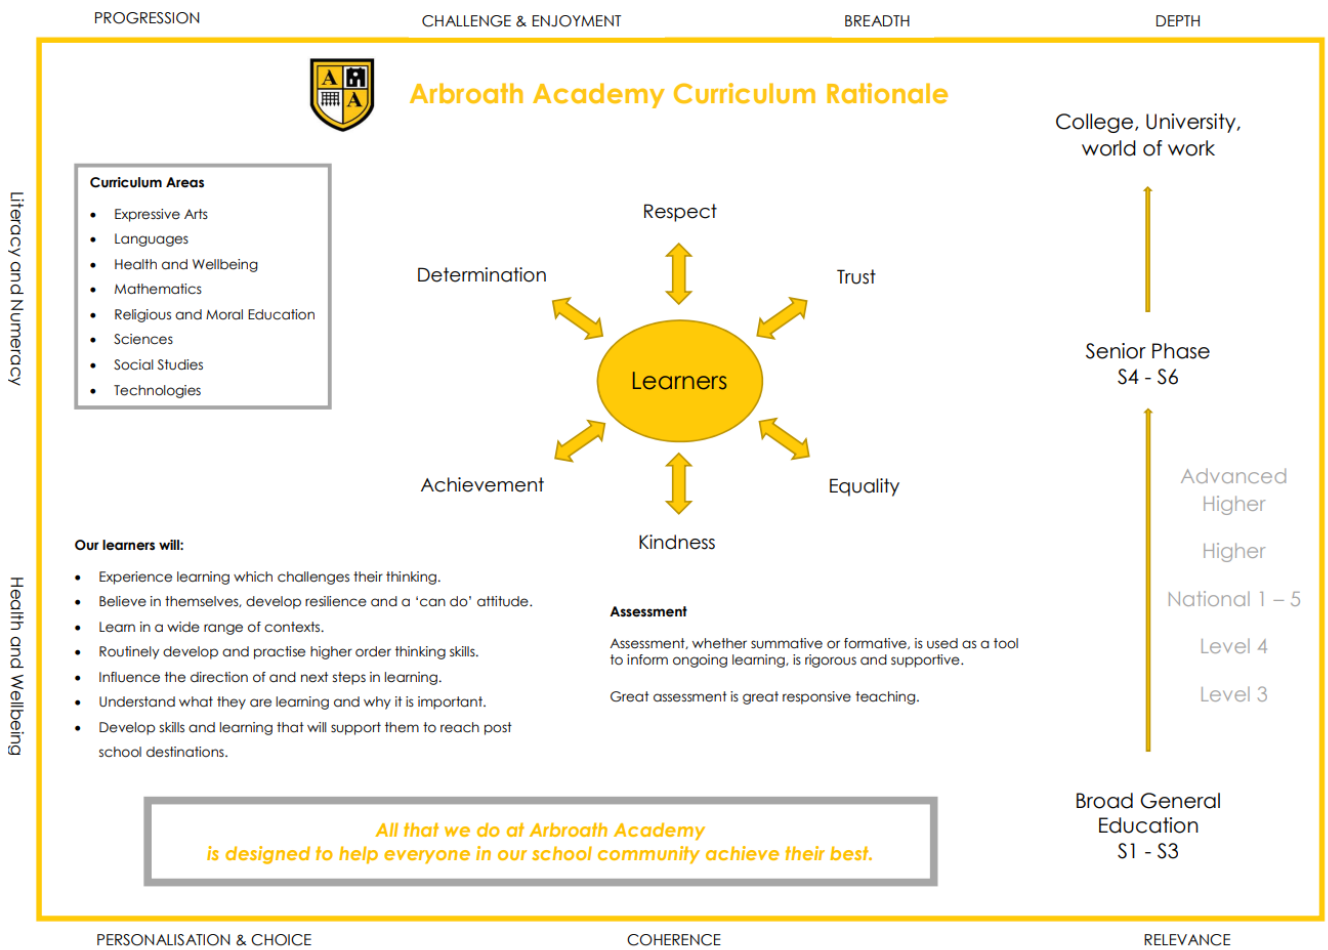 PROGRESSION
CHALLENGE & ENJOYMENT
BREADTH
DEPTH
A
A
Arbroath Academy Curriculum Rationale
Literacy and Numeracy
Health and Wellbeing
Curriculum Areas
• Expressive Arts
• Languages
• Health and Wellbeing
• Mathematics
• Religious and Moral Education
• Sciences
• Social Studies
• Technologies
Respect
Determination
Trust
Learners
Achievement
Equality
Kindness
College, University,
world of work
Senior Phase
S4 - S6
Advanced
Higher
Higher
National 1 – 5
Level 4
Level 3
Broad General
Education
S1 - S3
Our learners will:
• Experience learning which challenges their thinking.
• Believe in themselves, develop resilience and a ‘can do’ attitude.
• Learn in a wide range of contexts.
• Routinely develop and practise higher order thinking skills.
• Influence the direction of and next steps in learning.
• Understand what they are learning and why it is important.
• Develop skills and learning that will support them to reach post
school destinations.
Assessment
Assessment, whether summative or formative, is used as a tool
to inform ongoing learning, is rigorous and supportive.
Great assessment is great responsive teaching.
All that we do at Arbroath Academy
is designed to help everyone in our school community achieve their best.
PERSONALISATION & CHOICE
COHERENCE
RELEVANCE